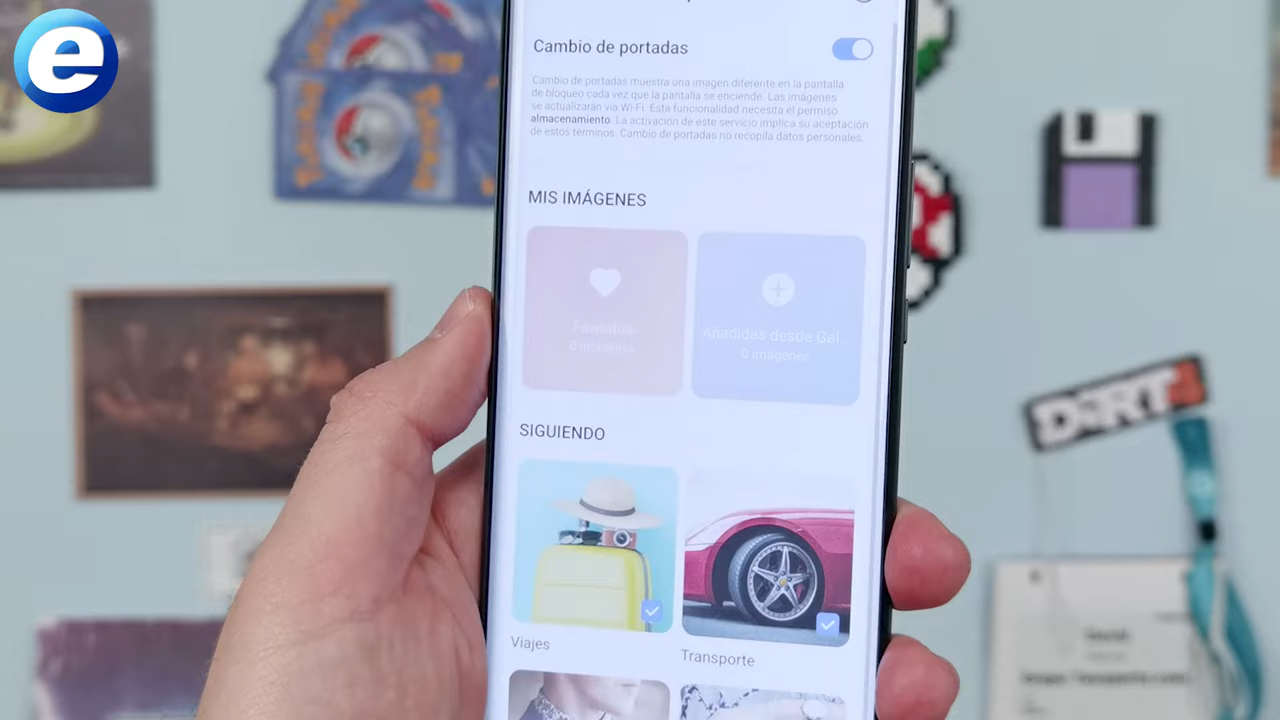 e
Cambio de portadas
Cambio de portadas muestra una imagen diferente en la pantalla
de bloqueo cada vez que la pantalla se enciende. Las imágenes
se actualizarán via Wi-Fi. Esta funcionalidad necesita el permiso
almacenamiento. La activación de este servicio implica su aceptación
de estos términos. Cambio de portadas no recopila datos personales.
MIS IMÁGENES
0 imágenes
Añadidas desde Gal...
0 imágenes
SIGUIENDO
Viajes
Transporte
DiRT